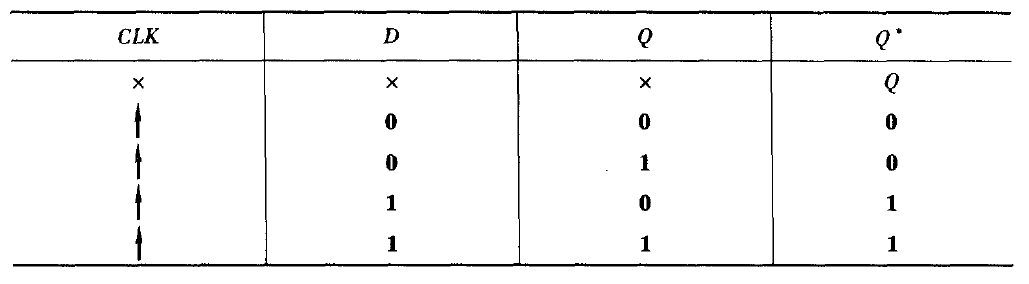 CLK D Q Q*
× × × Q
↑ 0 0 0
↑ 0 1 0
↑ 1 0 1
↑ 1 1 1